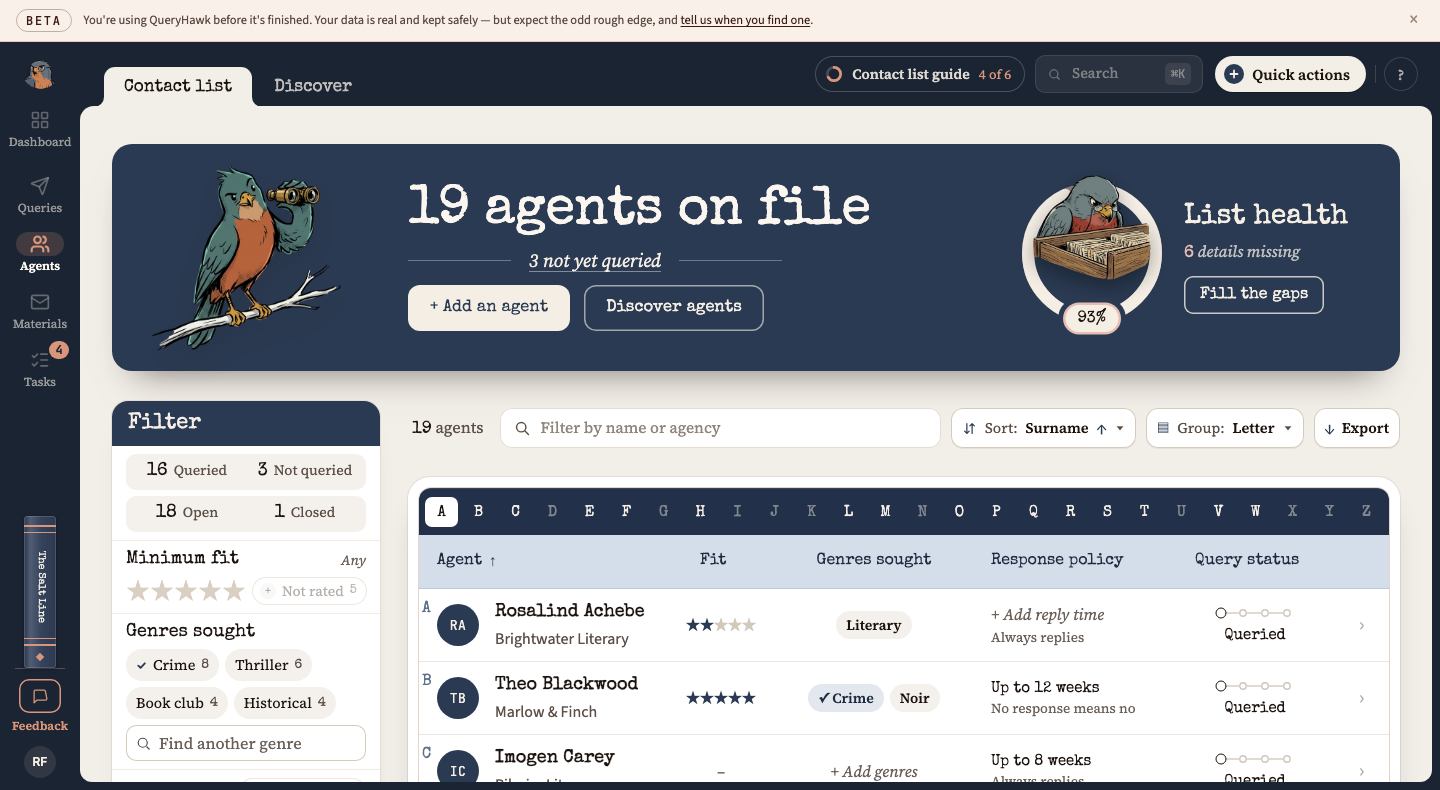 BETA You're using QueryHawk before it's finished. Your data is real and kept safely — but expect the odd rough edge, and tell us when you find one. ×
Contact list Discover Contact list guide 4 of 6 Search ⌘K + Quick actions ?
Dashboard
Queries
Agents
Materials
4
Tasks
The Salt Line
Feedback
RF
19 agents on file
3 not yet queried
+ Add an agent Discover agents
93%
List health
6 details missing
Fill the gaps
Filter
16 Queried 3 Not queried
18 Open 1 Closed
Minimum fit Any
+ Not rated 5
Genres sought
✓ Crime 8 Thriller 6
Book club 4 Historical 4
Find another genre
19 agents Filter by name or agency Sort: Surname ↑ Group: Letter ↓ Export
A B C D E F G H I J K L M N O P Q R S T U V W X Y Z
Agent ↑ Fit Genres sought Response policy Query status
A RA Rosalind Achebe ★★★★★ Literary + Add reply time Queried ›
Brightwater Literary Always replies
B TB Theo Blackwood ★★★★★ ✓ Crime Noir Up to 12 weeks Queried ›
Marlow & Finch No response means no
C IC Imogen Carey – + Add genres Up to 8 weeks Queried ›
Always replies